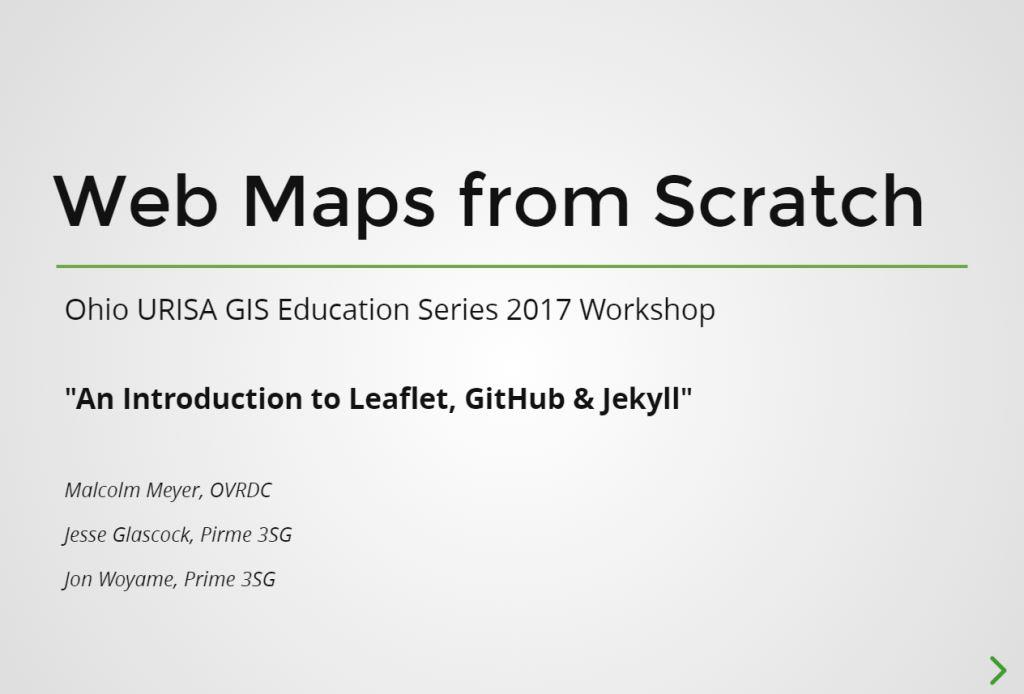 Web Maps from Scratch
Ohio URISA GIS Education Series 2017 Workshop
"An Introduction to Leaflet, GitHub & Jekyll"
Malcolm Meyer, OVRDC
Jesse Glascock, Pirme 3SG
Jon Woyame, Prime 3SG